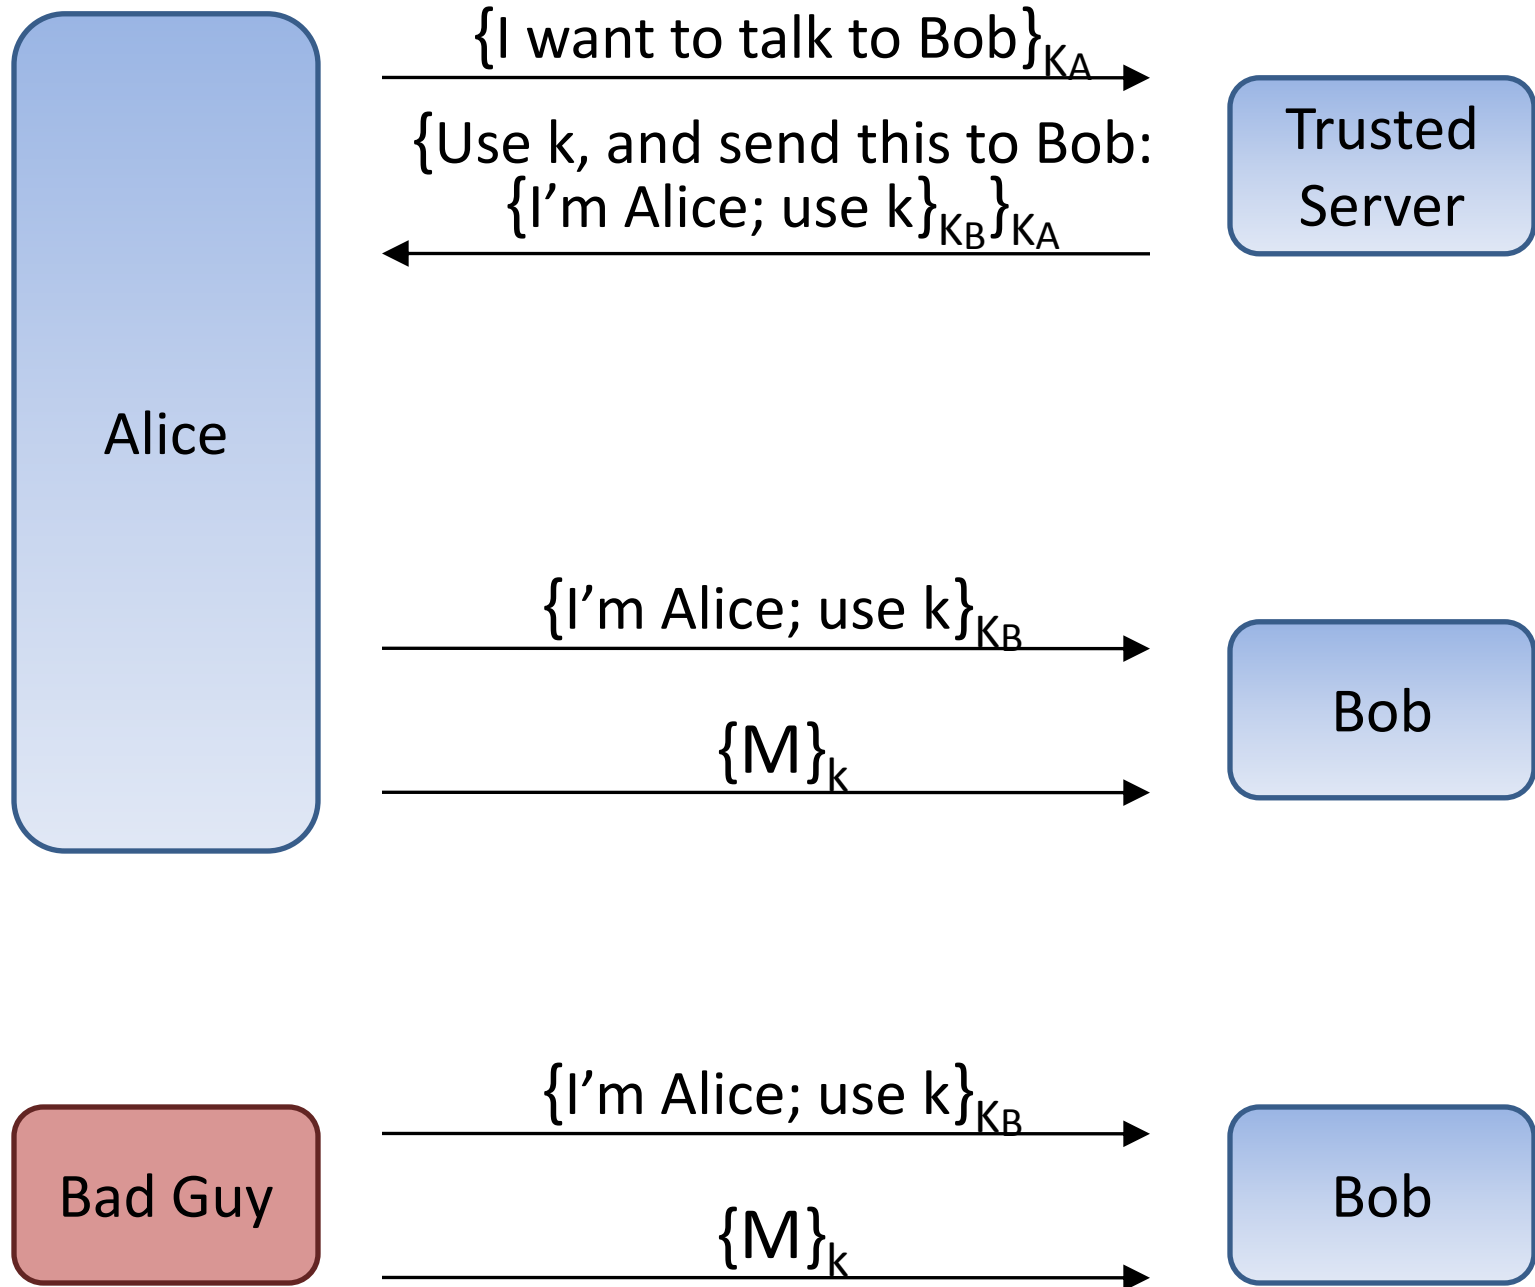 {I want to talk to Bob}KA
{Use k, and send this to Bob:
{I’m Alice; use k}KB}KA
Trusted
Server
Alice
{I’m Alice; use k}KB
{M}k
Bob
{I’m Alice; use k}KB
{M}k
Bad Guy
Bob